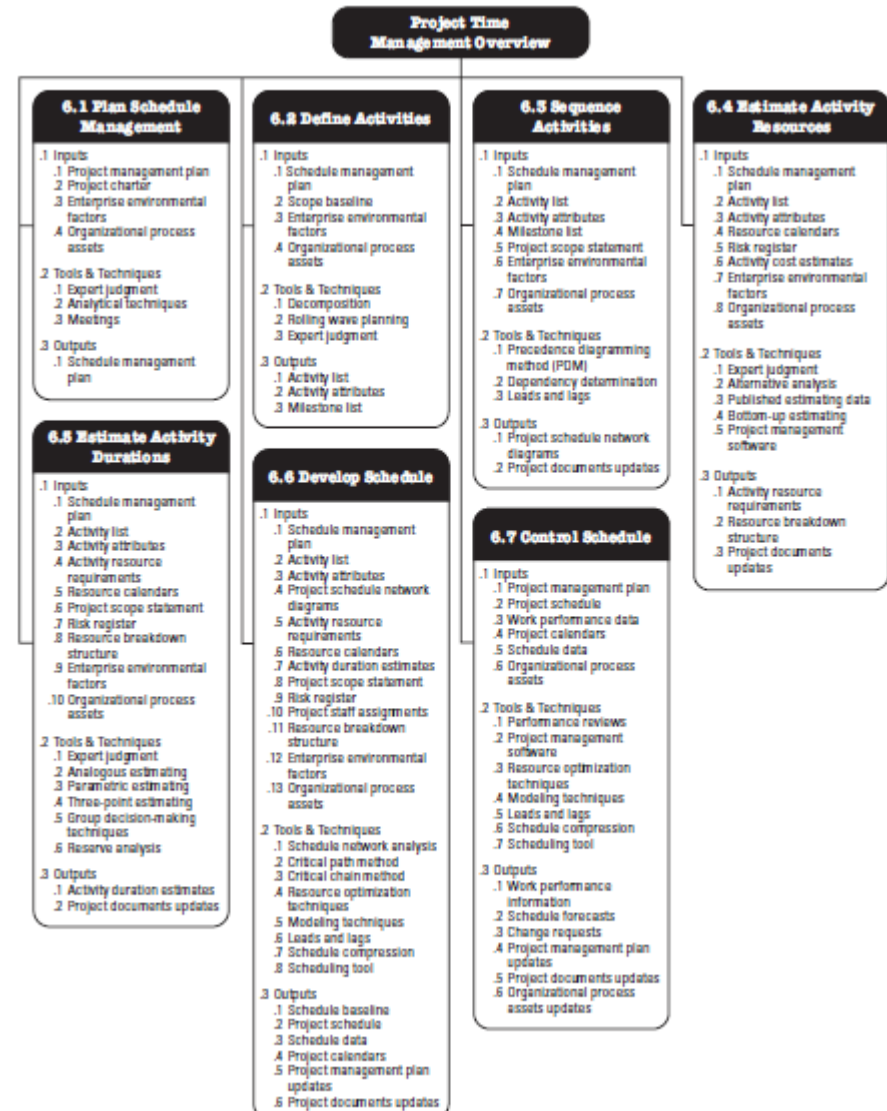 Project Time
Management Overview
6.1 Plan Schedule
Management
.1 Inputs
.1 Project management plan
.2 Project charter
.3 Enterprise environmental
factors
.4 Organizational process
assets
.2 Tools & Techniques
.1 Expert judgment
.2 Analytical techniques
.3 Meetings
.3 Outputs
.1 Schedule management
plan
6.2 Define Activities
.1 Inputs
.1 Schedule management
plan
.2 Scope baseline
.3 Enterprise environmental
factors
.4 Organizational process
assets
.2 Tools & Techniques
.1 Decomposition
.2 Rolling wave planning
.3 Expert judgment
.3 Outputs
.1 Activity list
.2 Activity attributes
.3 Milestone list
6.3 Sequence
Activities
.1 Inputs
.1 Schedule management
plan
.2 Activity list
.3 Activity attributes
.4 Milestone list
.5 Project scope statement
.6 Enterprise environmental
factors
.7 Organizational process
assets
.2 Tools & Techniques
.1 Precedence diagramming
method (PDM)
.2 Dependency determination
.3 Leads and lags
.3 Outputs
.1 Project schedule network
diagrams
.2 Project documents updates
6.4 Estimate Activity
Resources
.1 Inputs
.1 Schedule management
plan
.2 Activity list
.3 Activity attributes
.4 Resource calendars
.5 Risk register
.6 Activity cost estimates
.7 Enterprise environmental
factors
.8 Organizational process
assets
.2 Tools & Techniques
.1 Expert judgment
.2 Alternative analysis
.3 Published estimating data
.4 Bottom-up estimating
.5 Project management
software
.3 Outputs
.1 Activity resource
requirements
.2 Resource breakdown
structure
.3 Project documents
updates
6.5 Estimate Activity
Durations
.1 Inputs
.1 Schedule management
plan
.2 Activity list
.3 Activity attributes
.4 Activity resource
requirements
.5 Resource calendars
.6 Project scope statement
.7 Risk register
.8 Resource breakdown
structure
.9 Enterprise environmental
factors
.10 Organizational process
assets
.2 Tools & Techniques
.1 Expert judgment
.2 Analogous estimating
.3 Parametric estimating
.4 Three-point estimating
.5 Group decision-making
techniques
.6 Reserve analysis
.3 Outputs
.1 Activity duration estimates
.2 Project documents updates
6.6 Develop Schedule
.1 Inputs
.1 Schedule management
plan
.2 Activity list
.3 Activity attributes
.4 Project schedule network
diagrams
.5 Activity resource
requirements
.6 Resource calendars
.7 Activity duration estimates
.8 Project scope statement
.9 Risk register
.10 Project staff assignments
.11 Resource breakdown
structure
.12 Enterprise environmental
factors
.13 Organizational process
assets
.2 Tools & Techniques
.1 Schedule network analysis
.2 Critical path method
.3 Critical chain method
.4 Resource optimization
techniques
.5 Modeling techniques
.6 Leads and lags
.7 Schedule compression
.8 Scheduling tool
.3 Outputs
.1 Schedule baseline
.2 Project schedule
.3 Schedule data
.4 Project calendars
.5 Project management plan
updates
.6 Project documents updates
6.7 Control Schedule
.1 Inputs
.1 Project management plan
.2 Project schedule
.3 Work performance data
.4 Project calendars
.5 Schedule data
.6 Organizational process
assets
.2 Tools & Techniques
.1 Performance reviews
.2 Project management
software
.3 Resource optimization
techniques
.4 Modeling techniques
.5 Leads and lags
.6 Schedule compression
.7 Scheduling tool
.3 Outputs
.1 Work performance
information
.2 Schedule forecasts
.3 Change requests
.4 Project management plan
updates
.5 Project documents updates
.6 Organizational process
assets updates